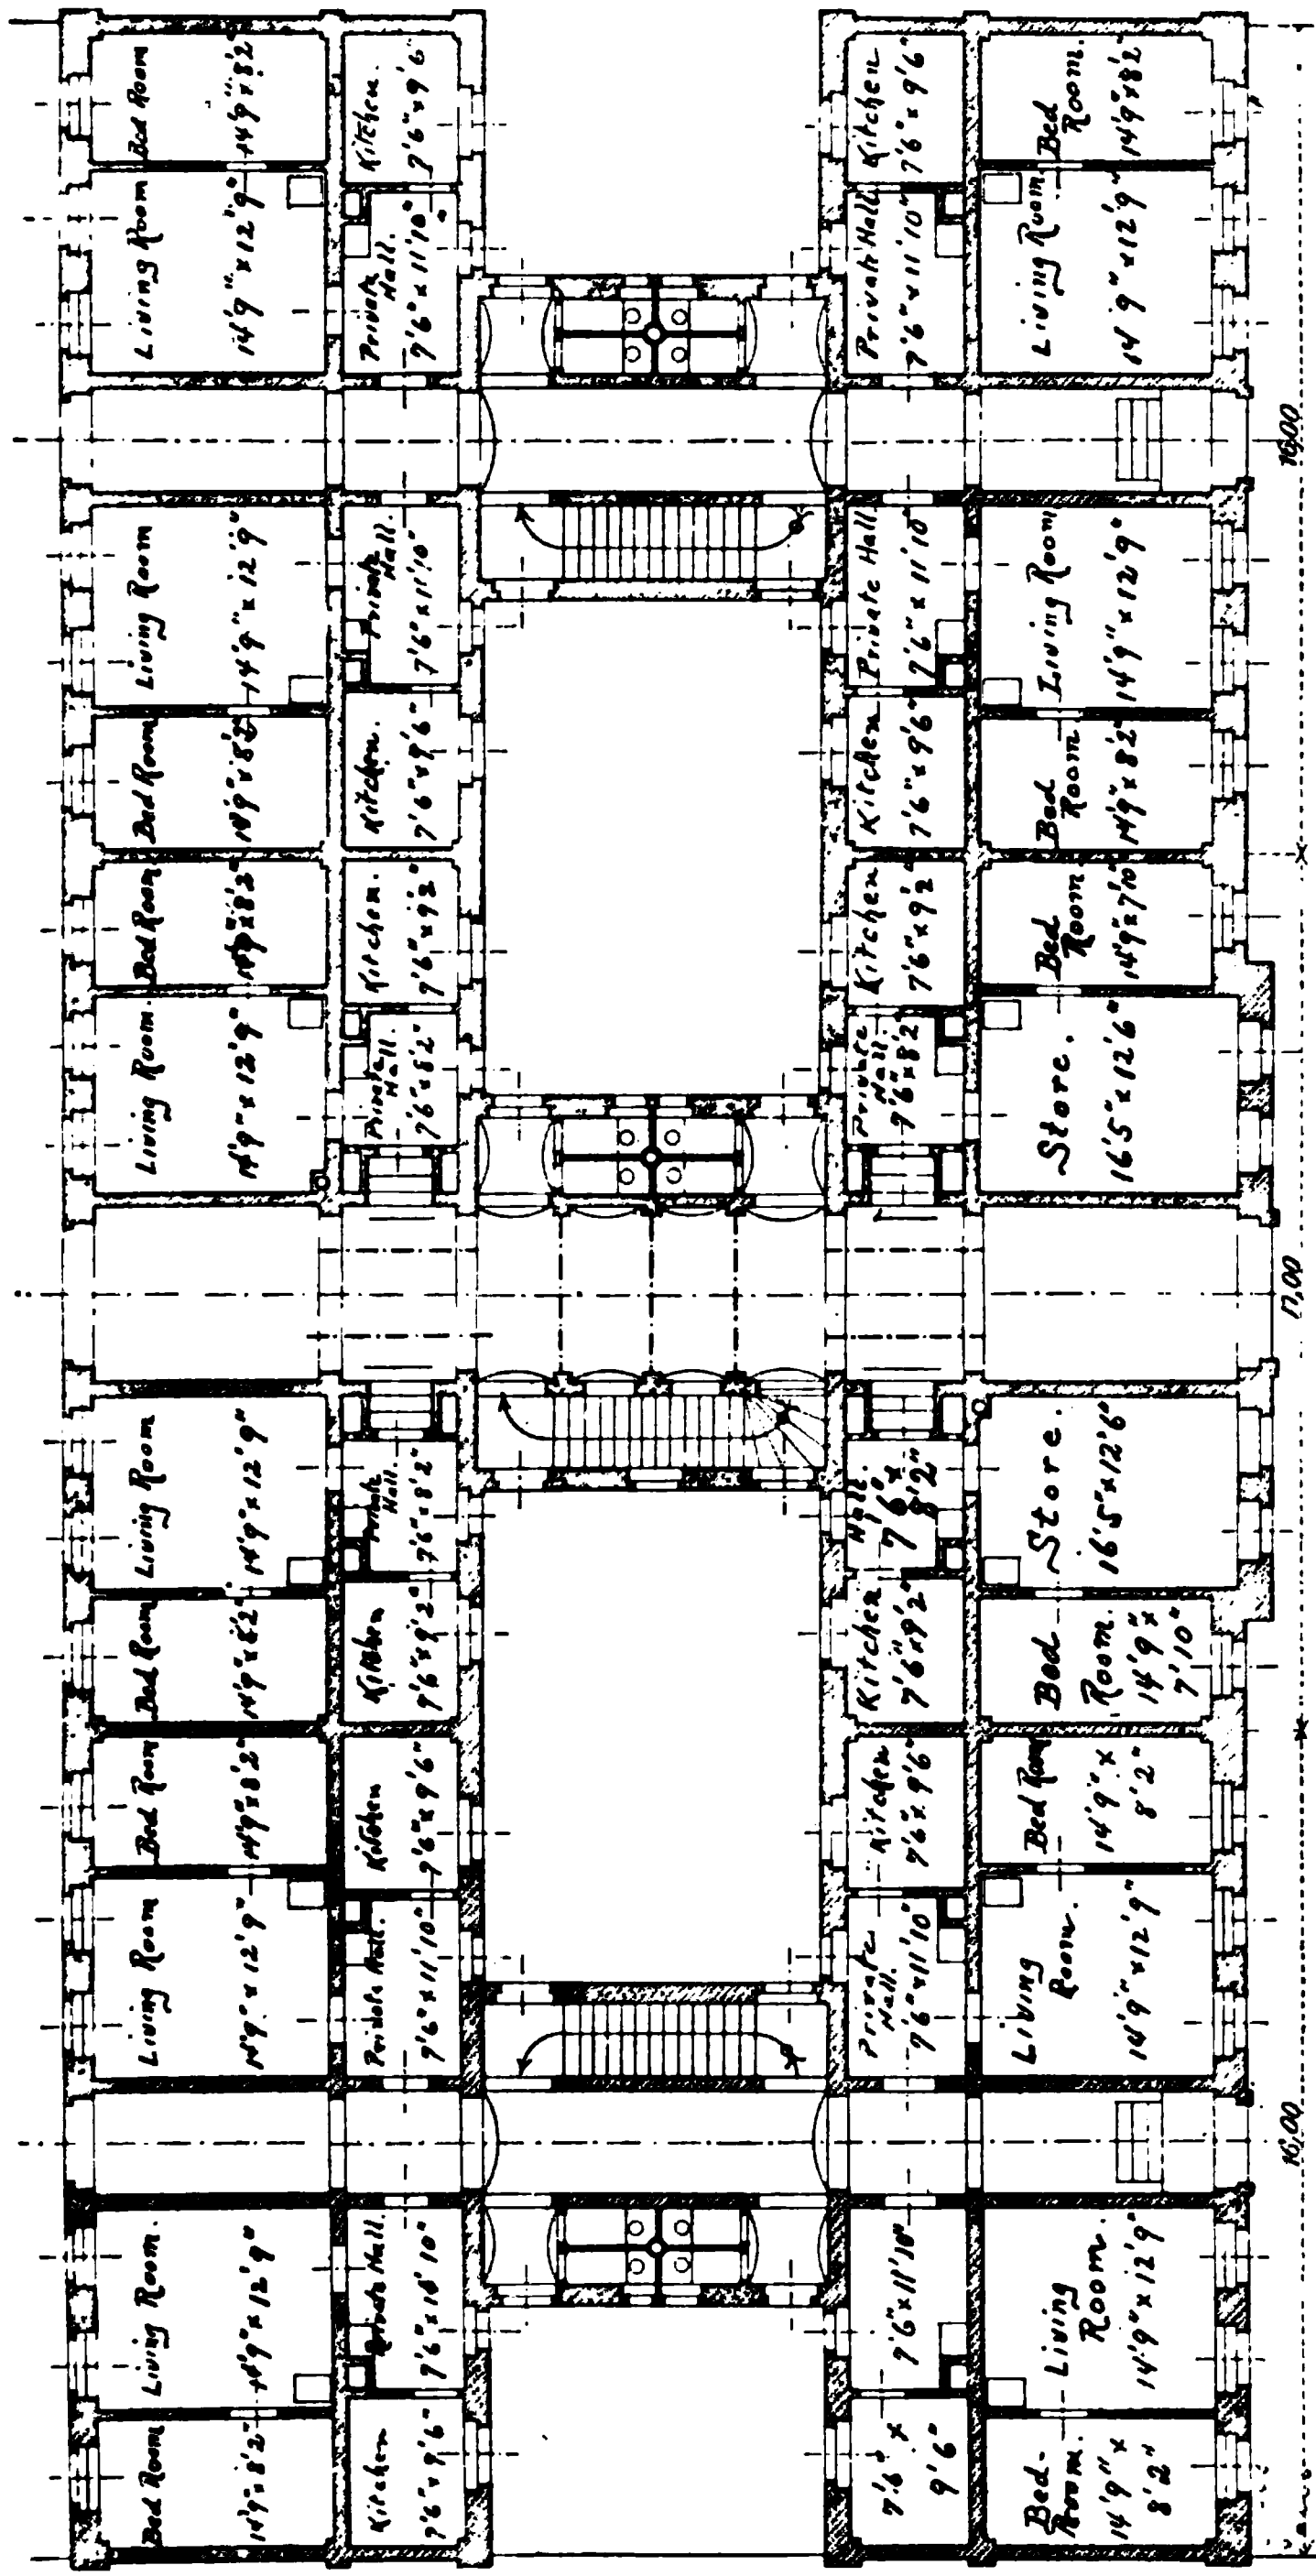 Bed Room
14'9"x8'2"
Living Room.
14'9"x12'9"
Living Room
14'9"x12'9"
Bed Room
14'9"x8'2"
Bed Room
14'9"x8'2"
Living Room
14'9"x12'9"
Living Room.
14'9"x12'9"
Bed Room
14'9"x8'2"
Bed Room
14'9"x8'2"
Living Room
14'9"x12'9"
Living Room
14'9"x12'9"
Bed Room
14'9"x8'2"
Kitchen
7'6"x9'6"
Private Hall.
7'6"x10'10"
Private Hall.
7'6"x11'10"
Kitchen
7'6"x9'6"
Kitchen
7'6"x9'2"
Private
Hall.
7'6"x8'2"
Private
Hall.
7'6"x8'2"
Kitchen.
7'6"x9'2"
Kitchen.
7'6"x9'6"
Private
Hall.
7'6"x11'10"
Private
Hall.
7'6"x11'10"
Kitchen.
7'6"x9'6"
7'6"x
9'6"
7'6"x11'10"
Private
Hall.
7'6"x11'10"
Kitchen
7'6"x9'6"
Kitchen
7'6"x9'2"
Hall.
7'6"x
8'2"
Private
Hall.
7'6"x8'2"
Kitchen
7'6"x9'2"
Kitchen
7'6"x9'6"
Private Hall
7'6"x11'10"
Private Hall
7'6"x11'10"
Kitchen
7'6"x9'6"
Bed-
Room.
14'9"x
8'2"
Living
Room.
14'9"x12'9"
Living
Room.
14'9"x12'9"
Bed Room
14'9"x
8'2"
Bed
Room.
14'9"x
7'10"
Store.
16'5"x12'6"
Store.
16'5"x12'6"
Bed
Room.
14'9"x7'10"
Bed
Room
14'9"x8'2"
Living Room
14'9"x12'9"
Living Room.
14'9"x12'9"
Bed
Room.
14'9"x8'2"
16,00
17,00
16,00